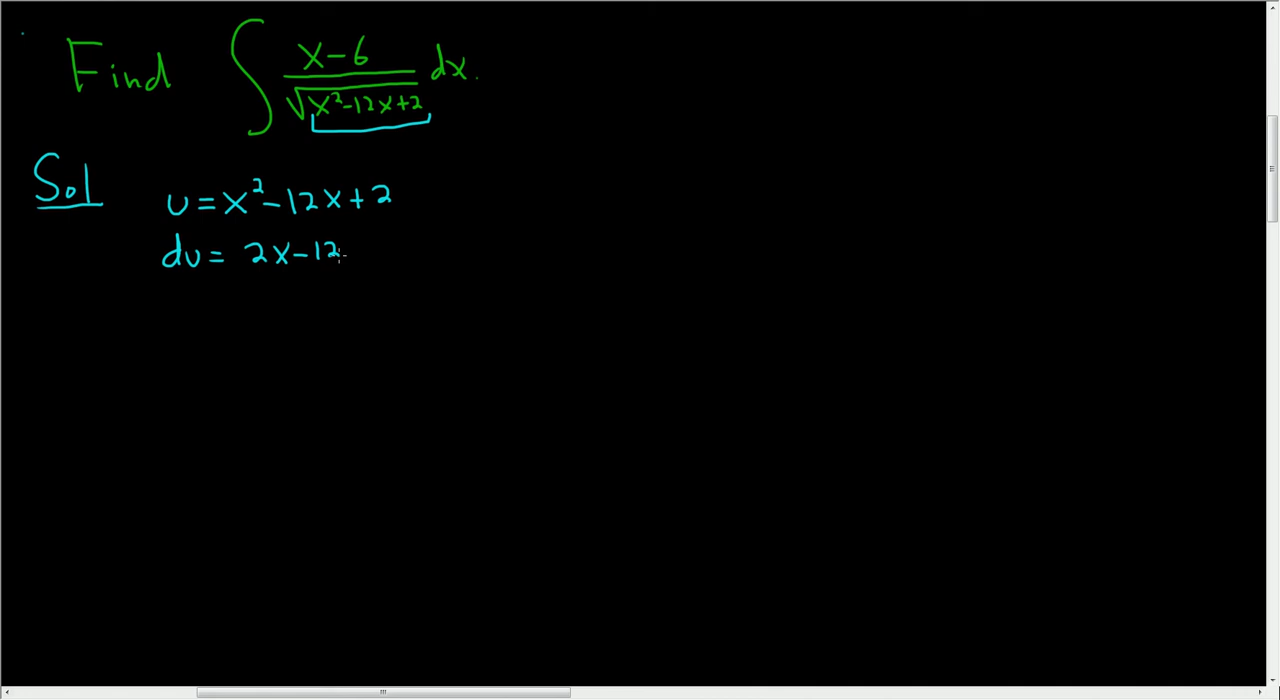 Find ∫ x-6 / √(x²-12x+2) dx.
Sol
u = x²-12x+2
du = 2x-12